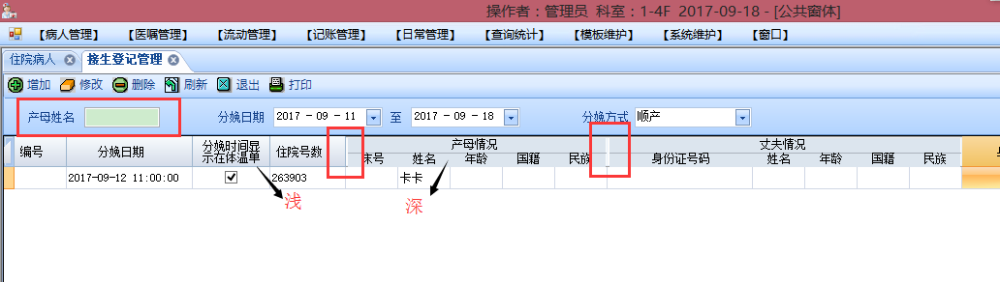 操作者：管理员 科室：1-4F 2017-09-18 - [公共窗体]
【病人管理】 【医嘱管理】 【流动管理】 【记账管理】 【日常管理】 【查询统计】 【模板维护】 【系统维护】 【窗口】
住院病人 接生登记管理
增加 修改 删除 刷新 退出 打印
产母姓名 分娩日期 2017-09-11 至 2017-09-18 分娩方式 顺产
编号 分娩日期 分娩时间显示在体温单 住院号数 产母情况 丈夫情况
床号 姓名 年龄 国籍 民族 身份证号码 姓名 年龄 国籍 民族
2017-09-12 11:00:00 263903 卡卡
浅 深